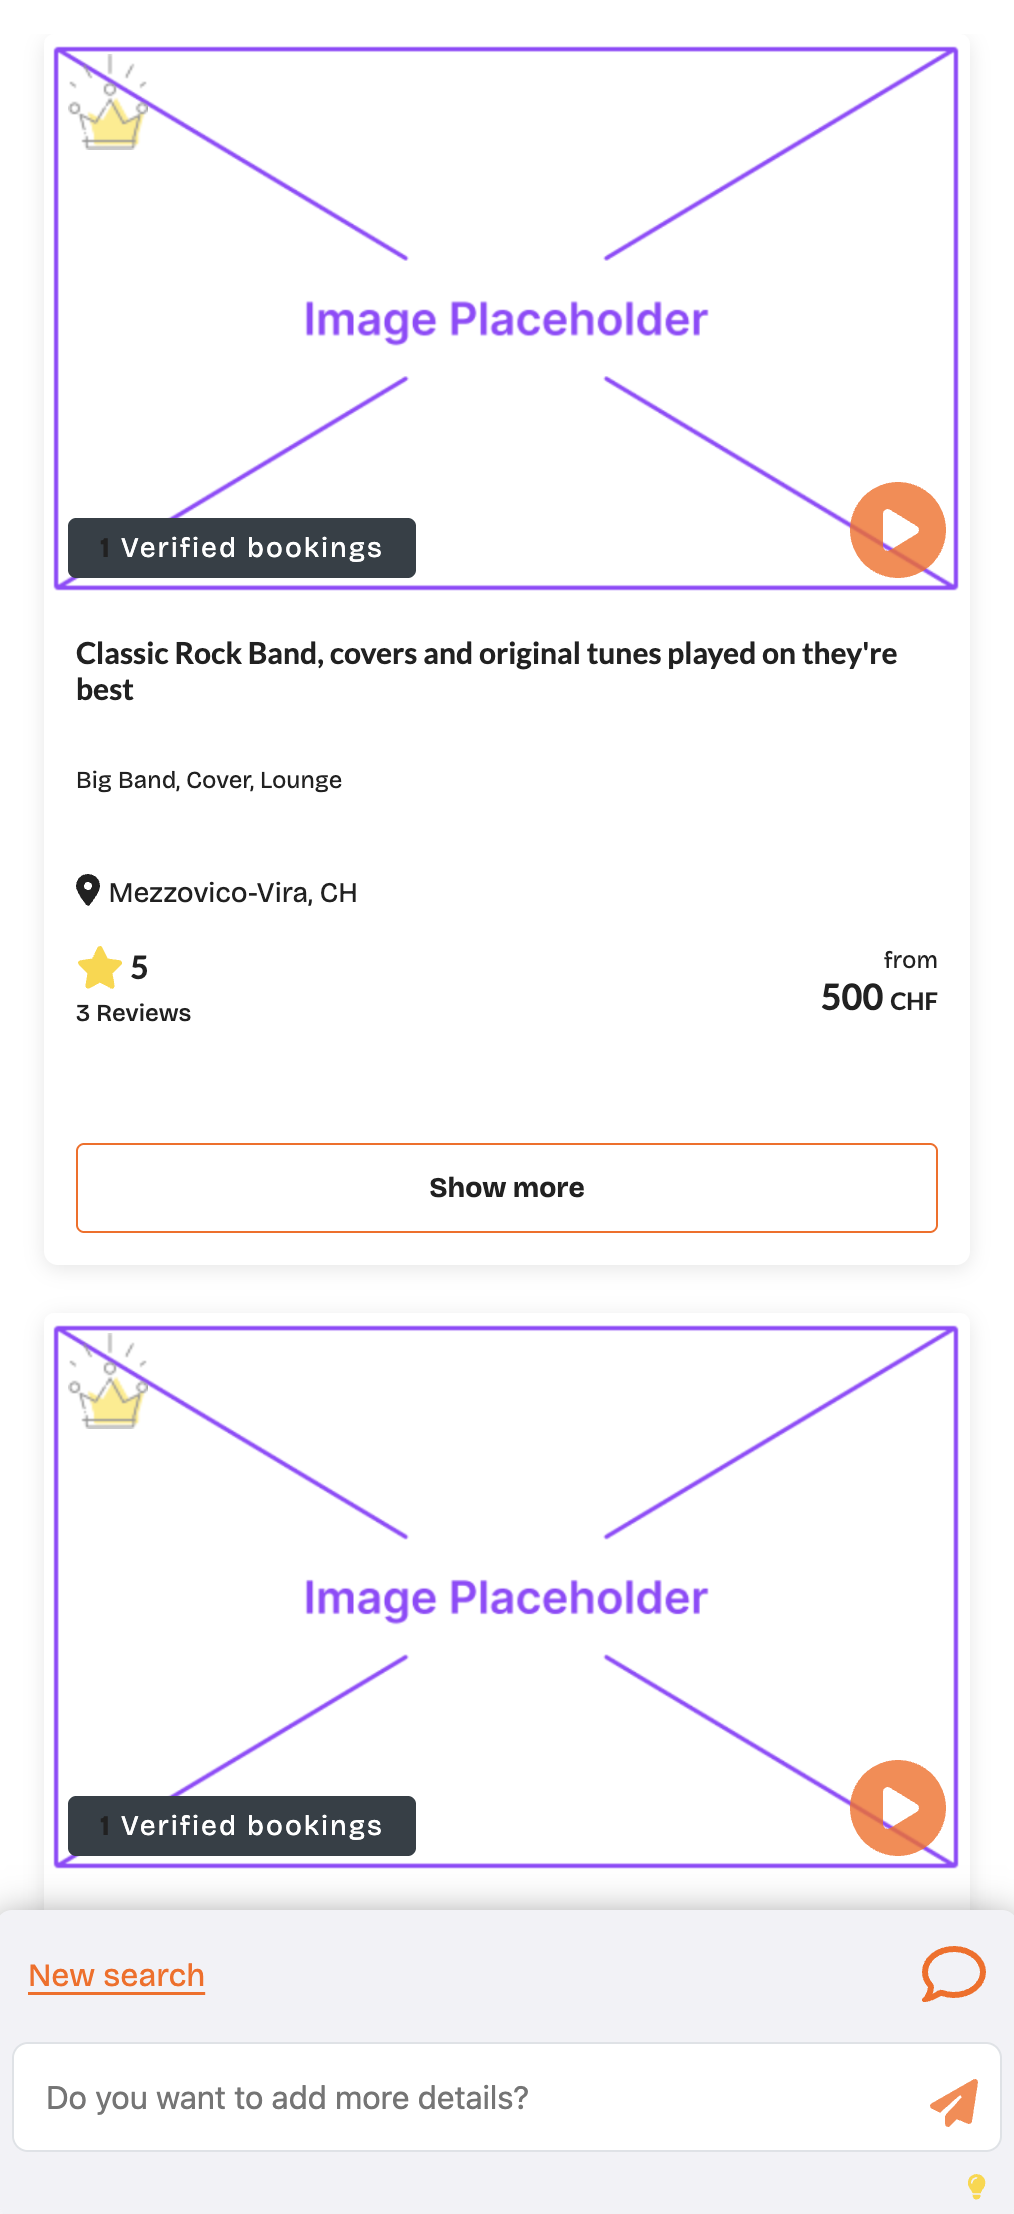 Image Placeholder
1 Verified bookings
Classic Rock Band, covers and original tunes played on they're
best
Big Band, Cover, Lounge
Mezzovico-Vira, CH
5
from
3 Reviews
500 CHF
Show more
Image Placeholder
1 Verified bookings
New search
Do you want to add more details?